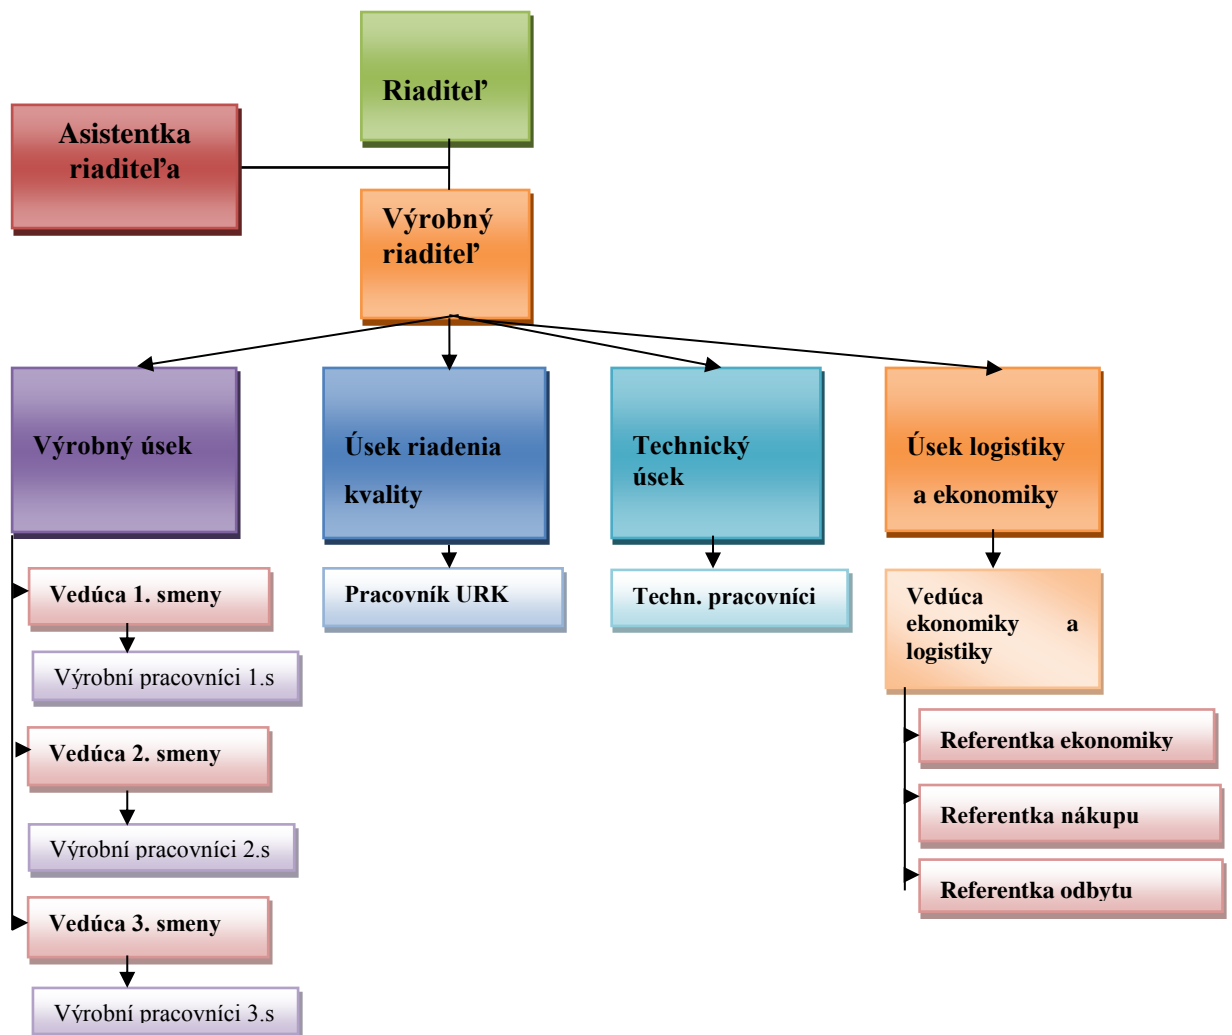 Riaditeľ
Asistentka
riaditeľa
Výrobný
riaditeľ
Výrobný úsek
Úsek riadenia
kvality
Technický
úsek
Úsek logistiky
a ekonomiky
Vedúca 1. smeny
Výrobní pracovníci 1.s
Vedúca 2. smeny
Výrobní pracovníci 2.s
Vedúca 3. smeny
Výrobní pracovníci 3.s
Pracovník URK
Techn. pracovníci
Vedúca
ekonomiky a
logistiky
Referentka ekonomiky
Referentka nákupu
Referentka odbytu